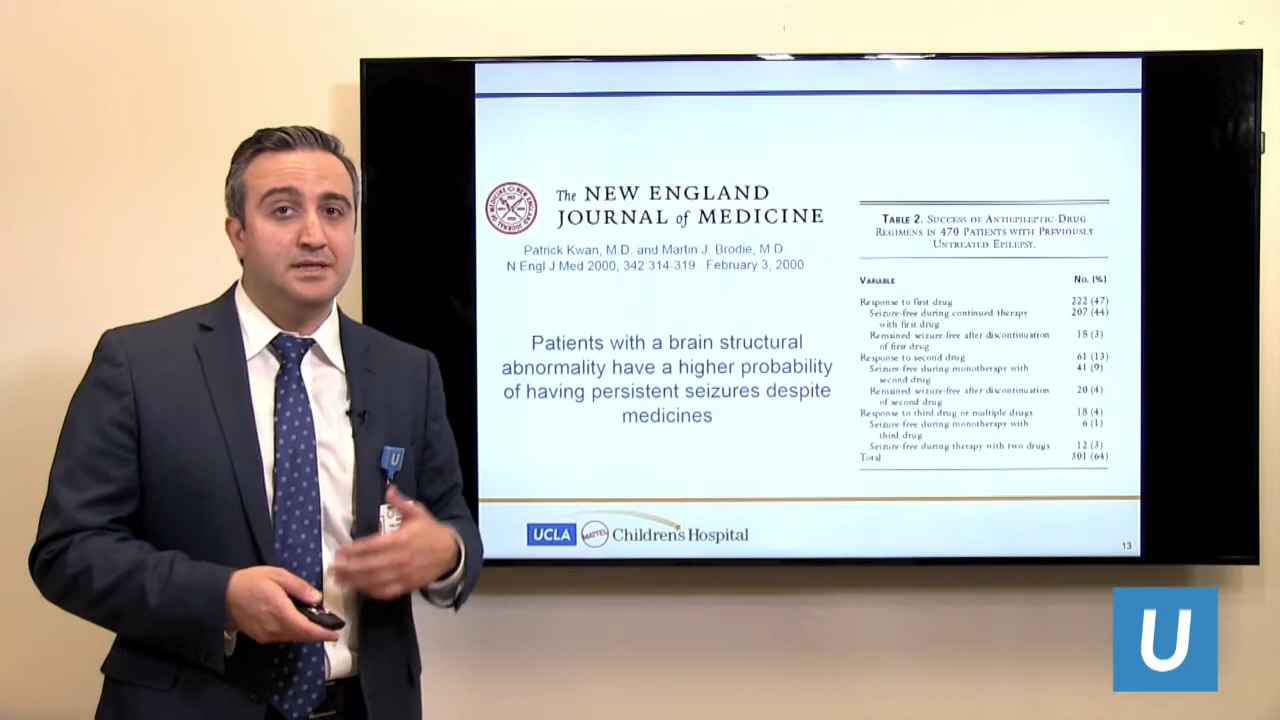 The NEW ENGLAND
JOURNAL of MEDICINE
Patrick Kwan, M.D. and Martin J. Brodie, M.D.
N Engl J Med 2000; 342:314-319 February 3, 2000
Patients with a brain structural
abnormality have a higher probability
of having persistent seizures despite
medicines
TABLE 2. SUCCESS OF ANTIEPILEPTIC-DRUG
REGIMENS IN 470 PATIENTS WITH PREVIOUSLY
UNTREATED EPILEPSY.
VARIABLE No. (%)
Response to first drug 222 (47)
Seizure-free during continued therapy 207 (44)
with first drug
Remained seizure-free after discontinuation 15 (3)
of first drug
Response to second drug 61 (13)
Seizure-free during monotherapy with 41 (9)
second drug
Remained seizure-free after discontinuation 20 (4)
of second drug
Response to third drug or multiple drugs 18 (4)
Seizure-free during monotherapy with 6 (1)
third drug
Seizure-free during therapy with two drugs 12 (3)
Total 301 (64)
UCLA MATTEL Children's Hospital
13
U
U